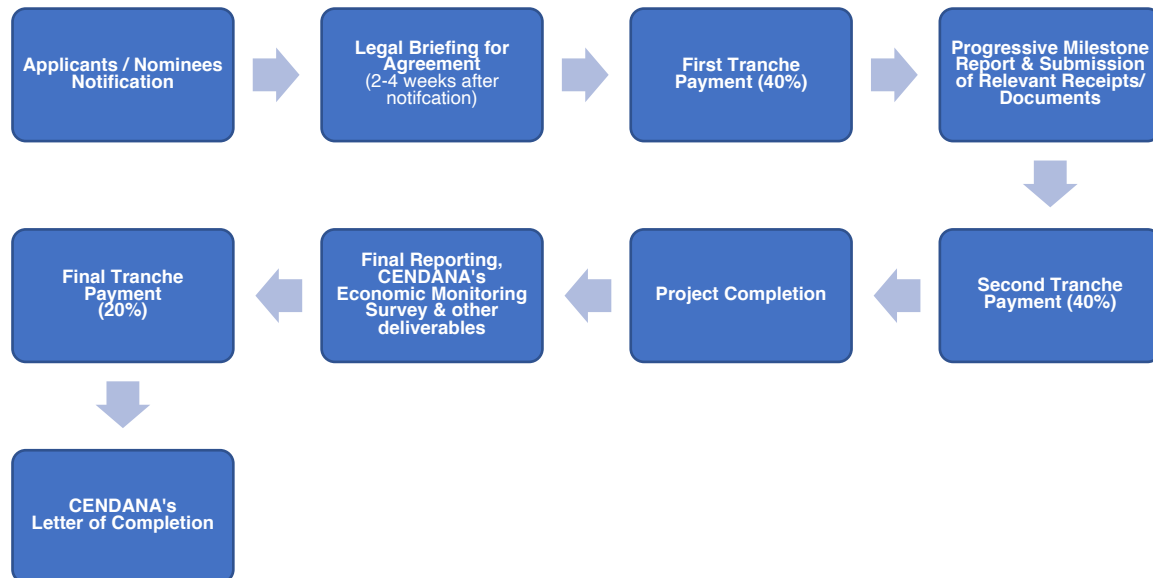 Applicants / Nominees
Notification
Legal Briefing for
Agreement
(2-4 weeks after
notifcation)
First Tranche
Payment (40%)
Progressive Milestone
Report & Submission
of Relevant Receipts/
Documents
Second Tranche
Payment (40%)
Project Completion
Final Reporting,
CENDANA's
Economic Monitoring
Survey & other
deliverables
Final Tranche
Payment
(20%)
CENDANA's
Letter of Completion